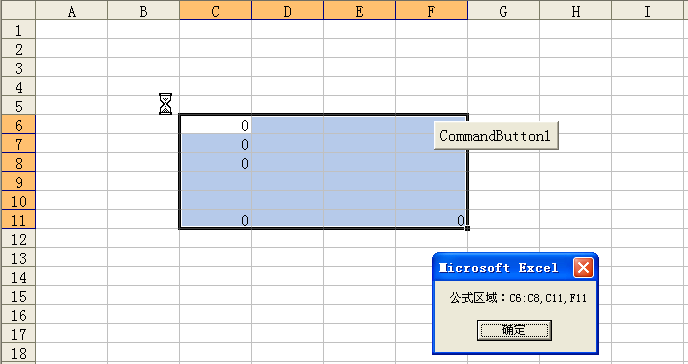 A B C D E F G H I
1
2
3
4
5
6 0
CommandButton1
7 0
8 0
9
10
11 0 0
12
13
Microsoft Excel
14
15
公式区域：C6:C8,C11,F11
16
17
确定
18